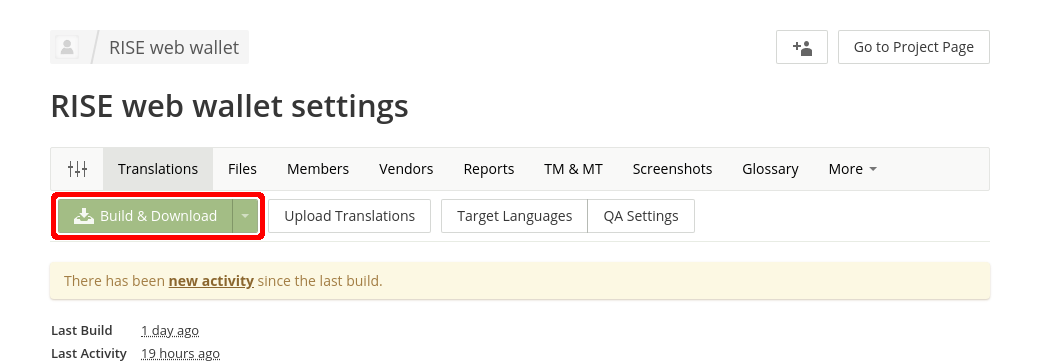 RISE web wallet
Go to Project Page
RISE web wallet settings
Translations Files Members Vendors Reports TM & MT Screenshots Glossary More
Build & Download Upload Translations Target Languages QA Settings
There has been new activity since the last build.
Last Build 1 day ago
Last Activity 19 hours ago